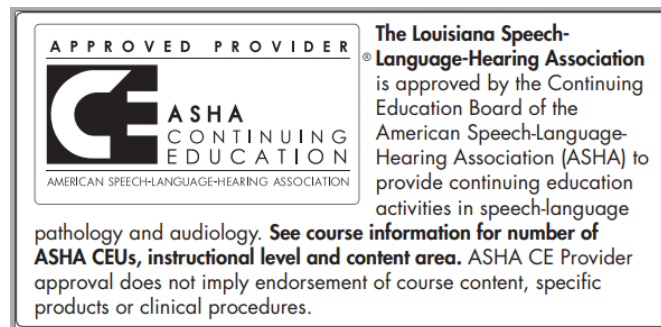 APPROVED PROVIDER
CE
ASHA
CONTINUING
EDUCATION
AMERICAN SPEECH-LANGUAGE-HEARING ASSOCIATION
®
The Louisiana Speech-
Language-Hearing Association
is approved by the Continuing
Education Board of the
American Speech-Language-
Hearing Association (ASHA) to
provide continuing education
activities in speech-language
pathology and audiology. See course information for number of
ASHA CEUs, instructional level and content area. ASHA CE Provider
approval does not imply endorsement of course content, specific
products or clinical procedures.